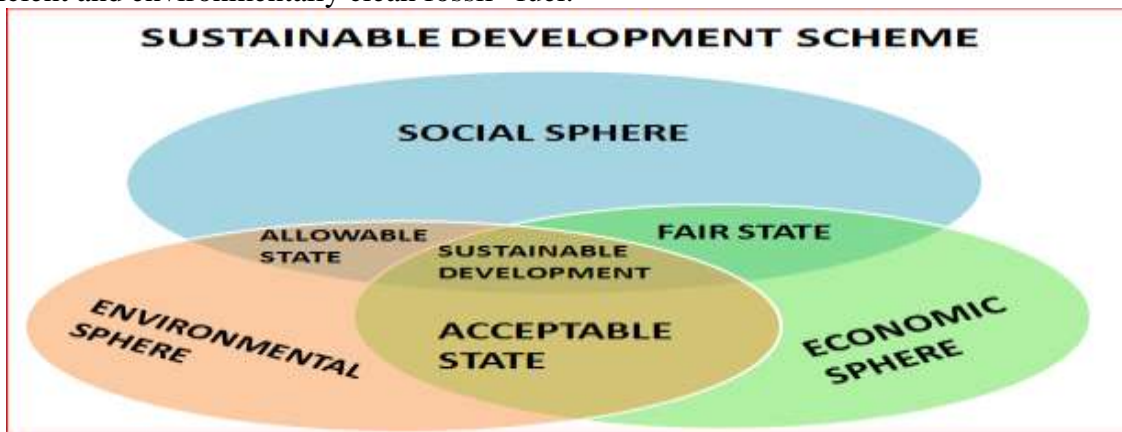 SUSTAINABLE DEVELOPMENT SCHEME
SOCIAL SPHERE
ALLOWABLE
STATE
SUSTAINABLE
DEVELOPMENT
FAIR STATE
ENVIRONMENTAL
SPHERE
ACCEPTABLE
STATE
ECONOMIC
SPHERE